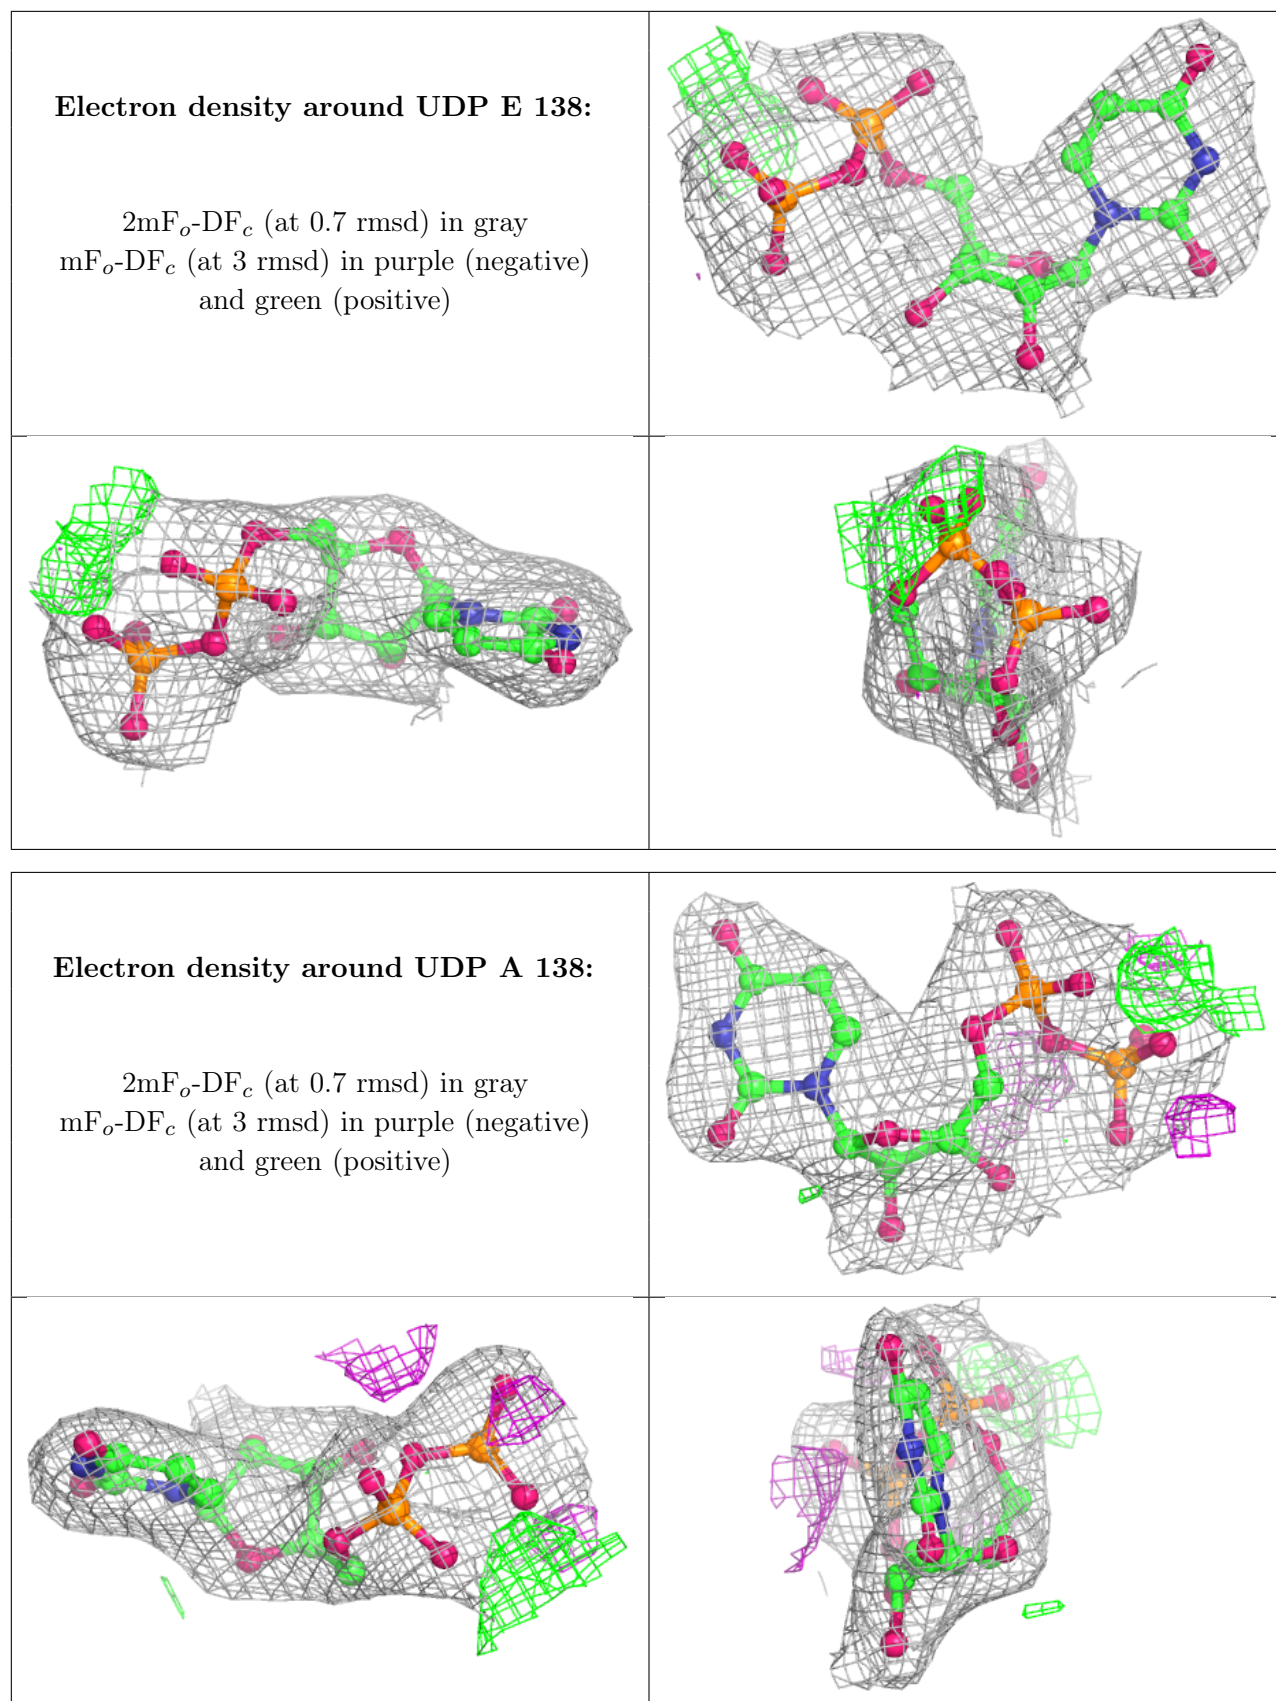 Electron density around UDP E 138:
2mFo-DFc (at 0.7 rmsd) in gray
mFo-DFc (at 3 rmsd) in purple (negative)
and green (positive)
Electron density around UDP A 138:
2mFo-DFc (at 0.7 rmsd) in gray
mFo-DFc (at 3 rmsd) in purple (negative)
and green (positive)